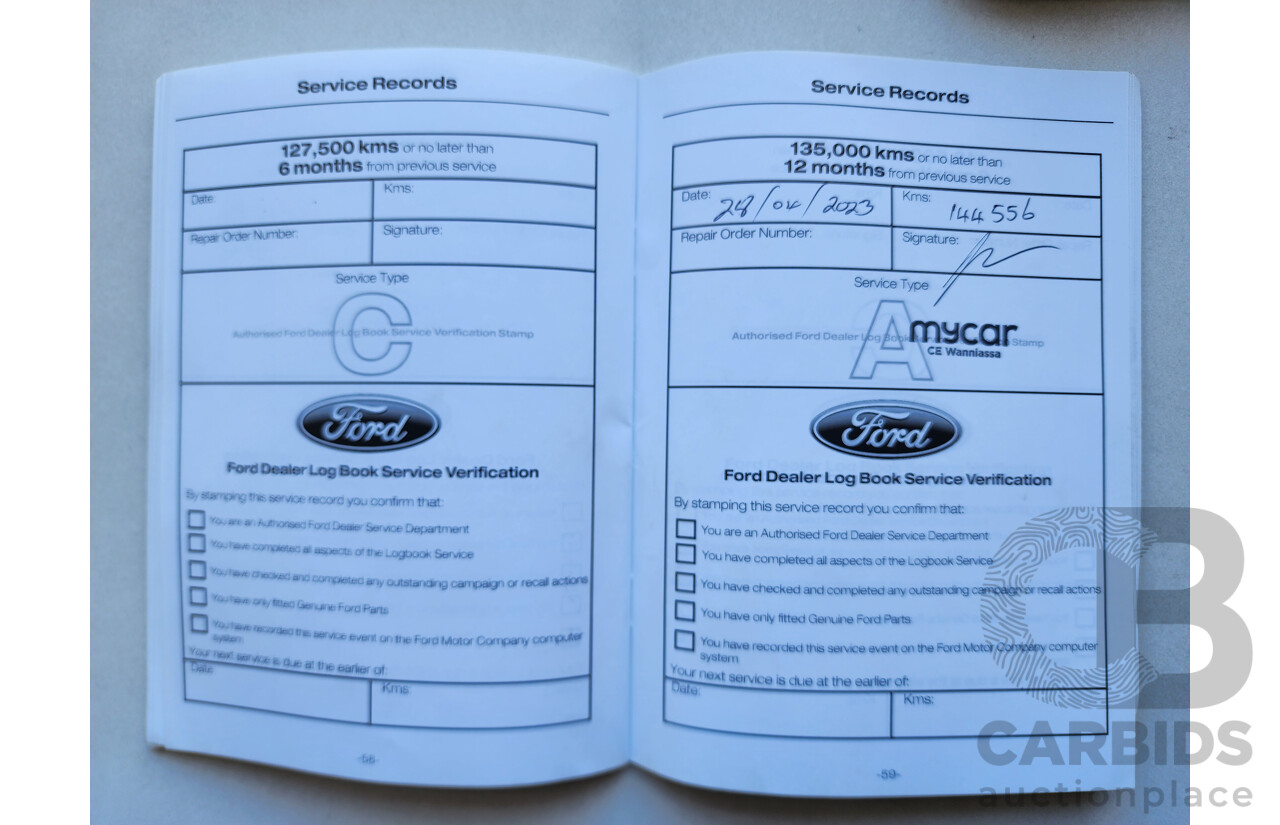 Service Records
127,500 kms or no later than
6 months from previous service
Date:
Kms:
Repair Order Number:
Signature:
Service Type
C
Authorised Ford Dealer Log Book Service Verification Stamp
Ford
Ford Dealer Log Book Service Verification
By stamping this service record you confirm that:
You are an Authorised Ford Dealer Service Department
You have completed all aspects of the Logbook Service
You have checked and completed any outstanding campaign or recall actions
You have only fitted Genuine Ford Parts
You have recorded this service event on the Ford Motor Company computer
system
Your next service is due at the earlier of:
Date
Kms:
Service Records
135,000 kms or no later than
12 months from previous service
Date: 28/04/2023
Kms: 144556
Repair Order Number:
Signature:
Service Type
A
Authorised Ford Dealer Log Book Stamp
mycar
CE Wanniassa
Ford
Ford Dealer Log Book Service Verification
By stamping this service record you confirm that:
You are an Authorised Ford Dealer Service Department
You have completed all aspects of the Logbook Service
You have checked and completed any outstanding campaign or recall actions
You have only fitted Genuine Ford Parts
You have recorded this service event on the Ford Motor Company computer
system
Your next service is due at the earlier of:
Date:
Kms:
-59-
CB
CARBIDS
auctionplace